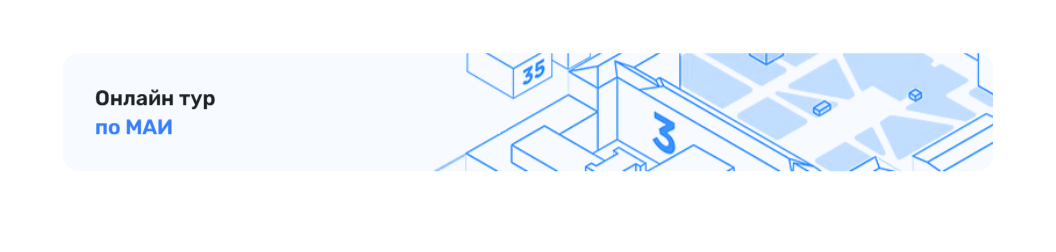 Онлайн тур
по МАИ
35
3